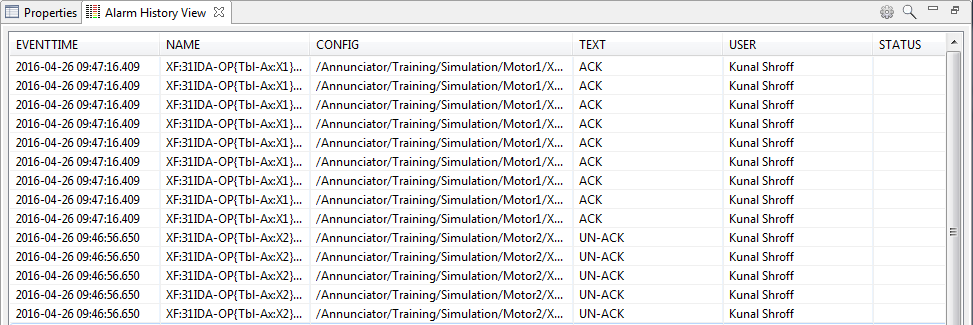 Properties Alarm History View
EVENTTIME NAME CONFIG TEXT USER STATUS
2016-04-26 09:47:16.409 XF:31IDA-OP{Tbl-Ax:X1}... /Annunciator/Training/Simulation/Motor1/X... ACK Kunal Shroff
2016-04-26 09:47:16.409 XF:31IDA-OP{Tbl-Ax:X1}... /Annunciator/Training/Simulation/Motor1/X... ACK Kunal Shroff
2016-04-26 09:47:16.409 XF:31IDA-OP{Tbl-Ax:X1}... /Annunciator/Training/Simulation/Motor1/X... ACK Kunal Shroff
2016-04-26 09:47:16.409 XF:31IDA-OP{Tbl-Ax:X1}... /Annunciator/Training/Simulation/Motor1/X... ACK Kunal Shroff
2016-04-26 09:47:16.409 XF:31IDA-OP{Tbl-Ax:X1}... /Annunciator/Training/Simulation/Motor1/X... ACK Kunal Shroff
2016-04-26 09:47:16.409 XF:31IDA-OP{Tbl-Ax:X1}... /Annunciator/Training/Simulation/Motor1/X... ACK Kunal Shroff
2016-04-26 09:47:16.409 XF:31IDA-OP{Tbl-Ax:X1}... /Annunciator/Training/Simulation/Motor1/X... ACK Kunal Shroff
2016-04-26 09:47:16.409 XF:31IDA-OP{Tbl-Ax:X1}... /Annunciator/Training/Simulation/Motor1/X... ACK Kunal Shroff
2016-04-26 09:47:16.409 XF:31IDA-OP{Tbl-Ax:X1}... /Annunciator/Training/Simulation/Motor1/X... ACK Kunal Shroff
2016-04-26 09:46:56.650 XF:31IDA-OP{Tbl-Ax:X2}... /Annunciator/Training/Simulation/Motor2/X... UN-ACK Kunal Shroff
2016-04-26 09:46:56.650 XF:31IDA-OP{Tbl-Ax:X2}... /Annunciator/Training/Simulation/Motor2/X... UN-ACK Kunal Shroff
2016-04-26 09:46:56.650 XF:31IDA-OP{Tbl-Ax:X2}... /Annunciator/Training/Simulation/Motor2/X... UN-ACK Kunal Shroff
2016-04-26 09:46:56.650 XF:31IDA-OP{Tbl-Ax:X2}... /Annunciator/Training/Simulation/Motor2/X... UN-ACK Kunal Shroff
2016-04-26 09:46:56.650 XF:31IDA-OP{Tbl-Ax:X2}... /Annunciator/Training/Simulation/Motor2/X... UN-ACK Kunal Shroff